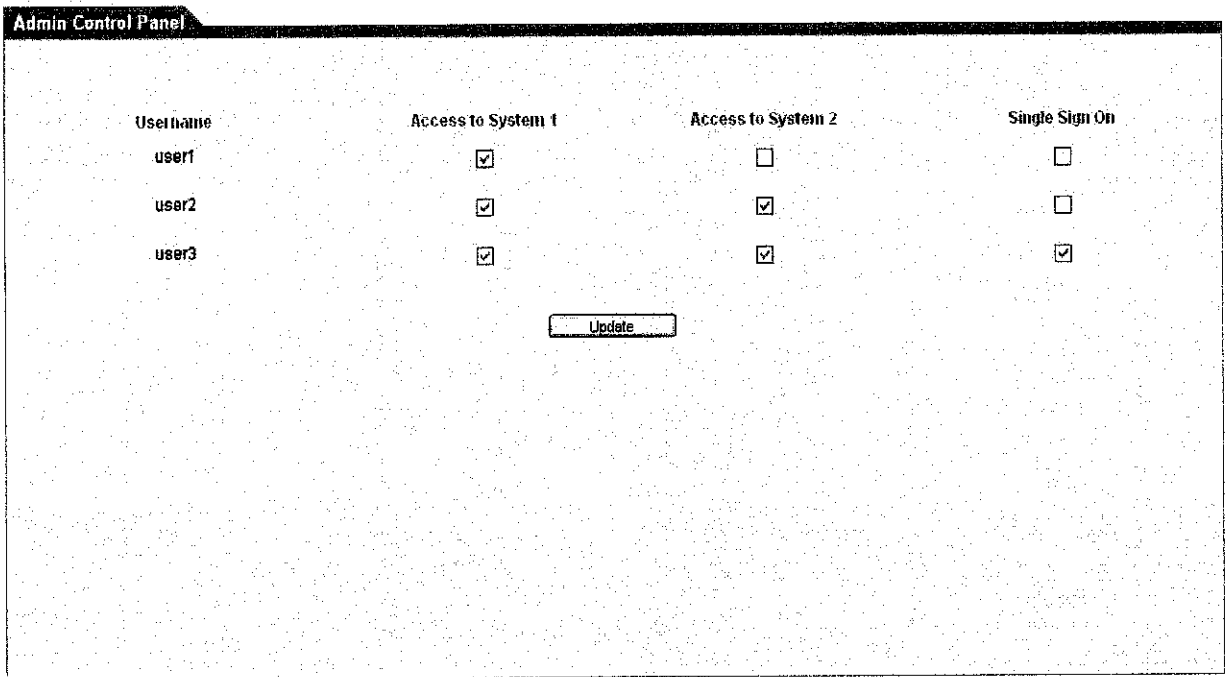 Admin Control Panel
Username Access to System 1 Access to System 2 Single Sign On
user1
user2
user3
Update